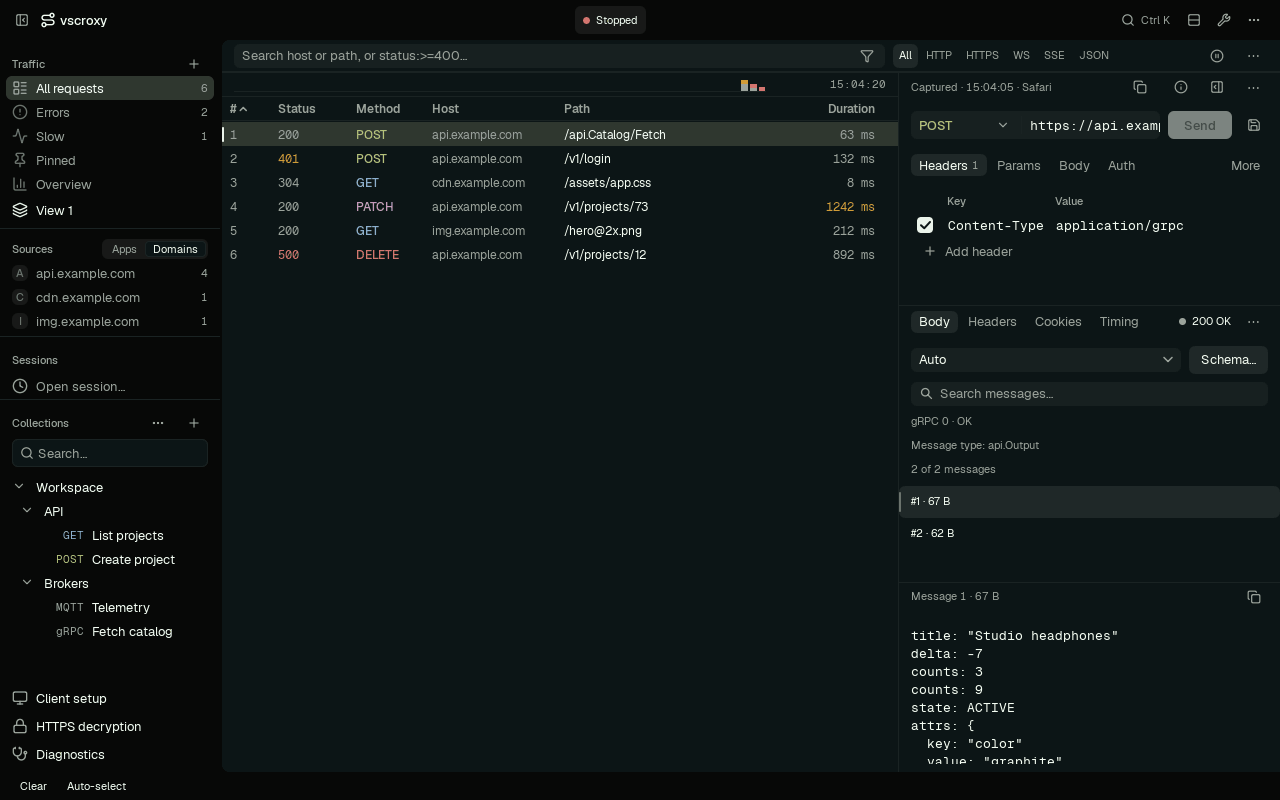 vscroxy
Stopped
Ctrl K
Traffic
All requests 6
Errors 2
Slow 1
Pinned
Overview
View 1
Sources Apps Domains
A api.example.com 4
C cdn.example.com 1
I img.example.com 1
Sessions
Open session...
Collections
Search...
Workspace
API
GET List projects
POST Create project
Brokers
MQTT Telemetry
gRPC Fetch catalog
Client setup
HTTPS decryption
Diagnostics
Clear Auto-select
Search host or path, or status:>=400...
All HTTP HTTPS WS SSE JSON
15:04:20
# Status Method Host Path Duration
1 200 POST api.example.com /api.Catalog/Fetch 63 ms
2 401 POST api.example.com /v1/login 132 ms
3 304 GET cdn.example.com /assets/app.css 8 ms
4 200 PATCH api.example.com /v1/projects/73 1242 ms
5 200 GET img.example.com /hero@2x.png 212 ms
6 500 DELETE api.example.com /v1/projects/12 892 ms
Captured · 15:04:05 · Safari
POST https://api.examp Send
Headers 1 Params Body Auth More
Key Value
Content-Type application/grpc
Add header
Body Headers Cookies Timing 200 OK
Auto Schema...
Search messages...
gRPC 0 · OK
Message type: api.Output
2 of 2 messages
#1 · 67 B
#2 · 62 B
Message 1 · 67 B
title: "Studio headphones"
delta: -7
counts: 3
counts: 9
state: ACTIVE
attrs: {
key: "color"
value: "graphite"